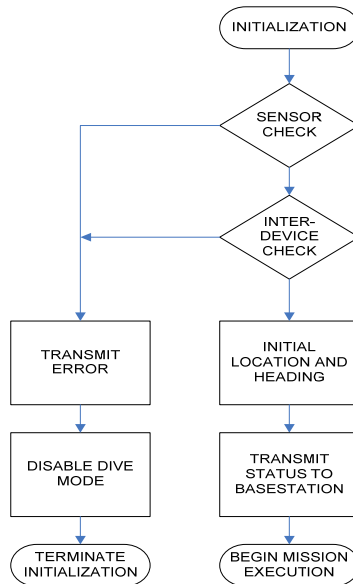 INITIALIZATION
SENSOR
CHECK
INTER-
DEVICE
CHECK
TRANSMIT
ERROR
INITIAL
LOCATION AND
HEADING
DISABLE DIVE
MODE
TRANSMIT
STATUS TO
BASESTATION
TERMINATE
INITIALIZATION
BEGIN MISSION
EXECUTION